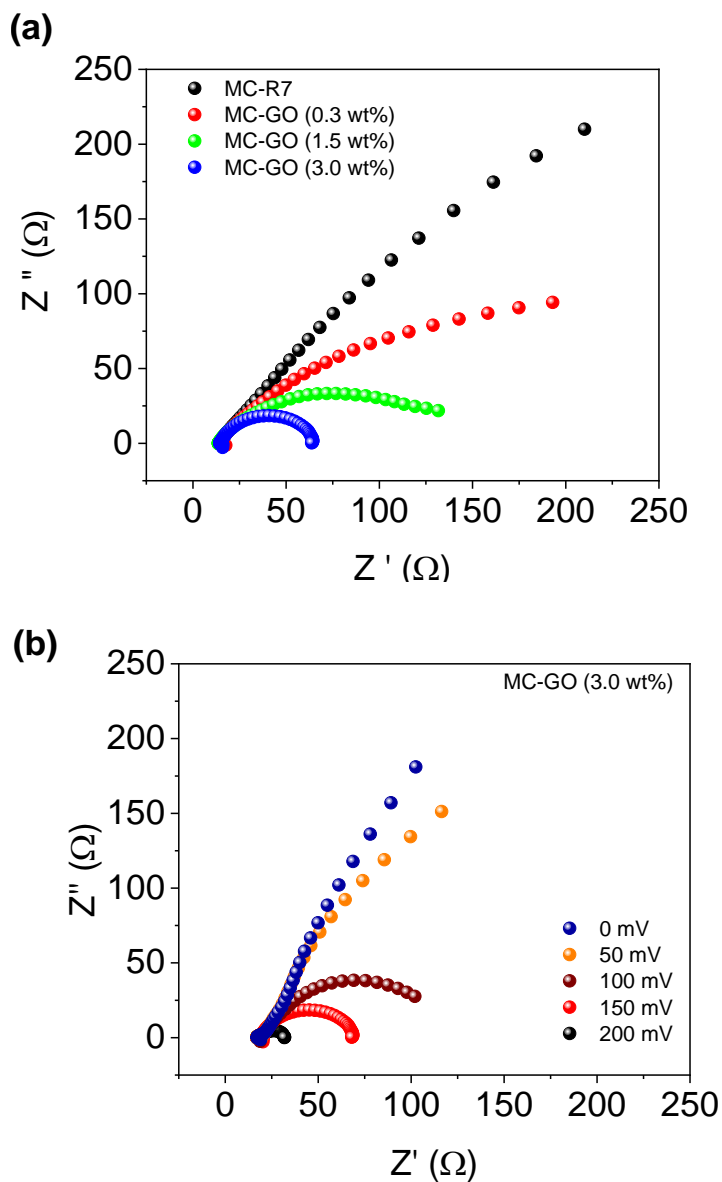 (a)
250
200
150
100
50
0
Z '' (Ω)
MC-R7
MC-GO (0.3 wt%)
MC-GO (1.5 wt%)
MC-GO (3.0 wt%)
0 50 100 150 200 250
Z ' (Ω)
(b)
250
200
150
100
50
0
Z'' (Ω)
MC-GO (3.0 wt%)
0 mV
50 mV
100 mV
150 mV
200 mV
0 50 100 150 200 250
Z' (Ω)